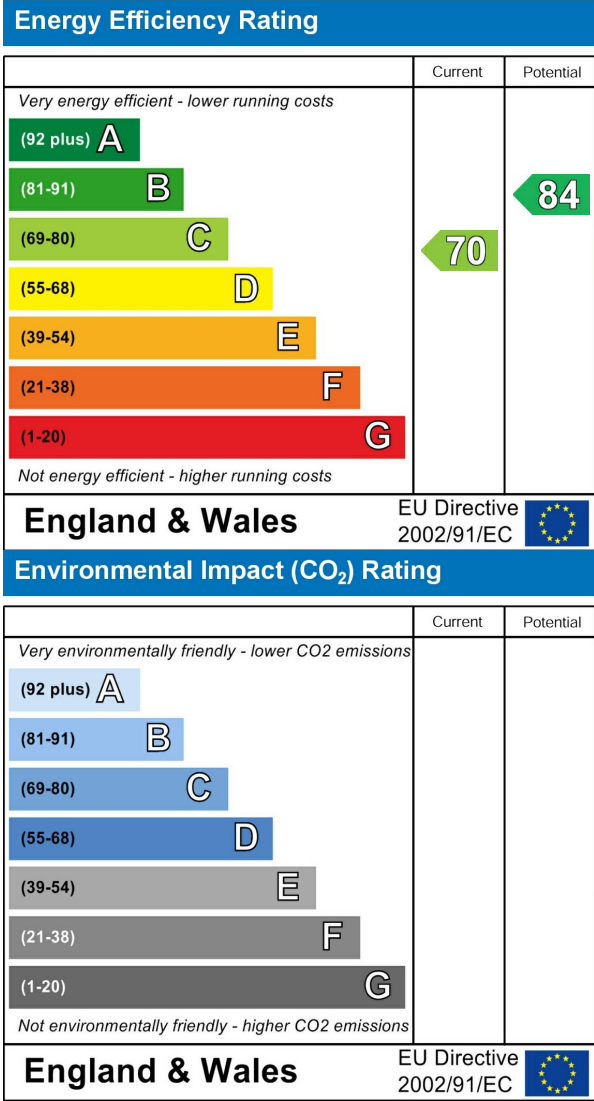 Energy Efficiency Rating
Current Potential
Very energy efficient - lower running costs
(92 plus) A
(81-91) B
84
(69-80) C
70
(55-68) D
(39-54) E
(21-38) F
(1-20) G
Not energy efficient - higher running costs
England & Wales
EU Directive
2002/91/EC
Environmental Impact (CO₂) Rating
Current Potential
Very environmentally friendly - lower CO2 emissions
(92 plus) A
(81-91) B
(69-80) C
(55-68) D
(39-54) E
(21-38) F
(1-20) G
Not environmentally friendly - higher CO2 emissions
England & Wales
EU Directive
2002/91/EC